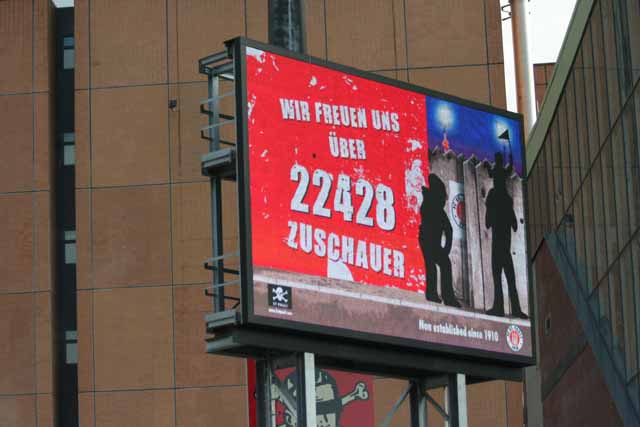 WIR FREUEN UNS
ÜBER
22428
ZUSCHAUER
Non established since 1910